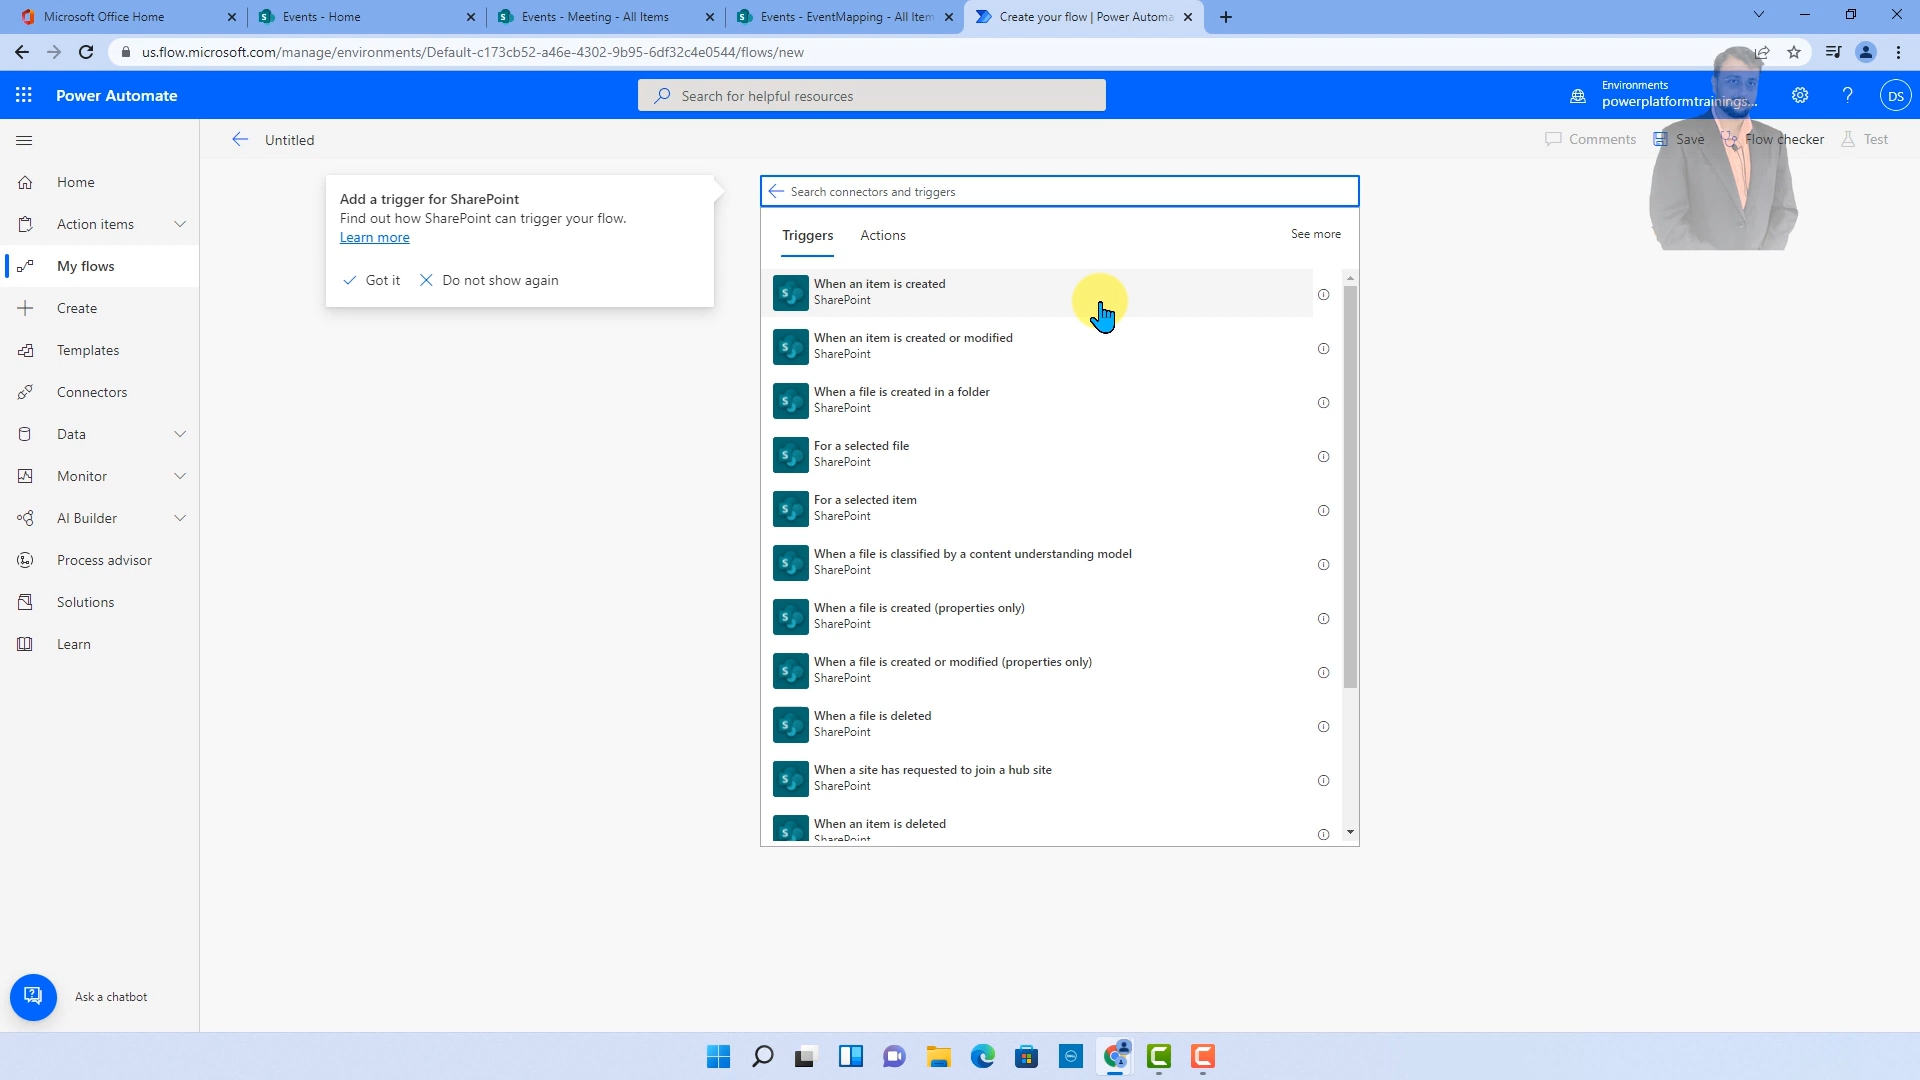 Microsoft Office Home
Events - Home
Events - Meeting - All Items
Events - EventMapping - All Item
Create your flow | Power Automa
us.flow.microsoft.com/manage/environments/Default-c173cb52-a46e-4302-9b95-6df32c4e0544/flows/new
Power Automate
Search for helpful resources
Environments
powerplatformtrainings...
DS
Untitled
Comments
Save
Flow checker
Test
Home
Action items
My flows
Create
Templates
Connectors
Data
Monitor
AI Builder
Process advisor
Solutions
Learn
Ask a chatbot
Add a trigger for SharePoint
Find out how SharePoint can trigger your flow.
Learn more
Got it
Do not show again
Search connectors and triggers
Triggers
Actions
See more
When an item is created
SharePoint
When an item is created or modified
SharePoint
When a file is created in a folder
SharePoint
For a selected file
SharePoint
For a selected item
SharePoint
When a file is classified by a content understanding model
SharePoint
When a file is created (properties only)
SharePoint
When a file is created or modified (properties only)
SharePoint
When a file is deleted
SharePoint
When a site has requested to join a hub site
SharePoint
When an item is deleted
SharePoint